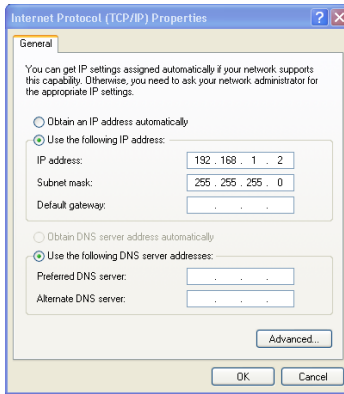 Internet Protocol (TCP/IP) Properties
General
You can get IP settings assigned automatically if your network supports
this capability. Otherwise, you need to ask your network administrator for
the appropriate IP settings.
Obtain an IP address automatically
Use the following IP address:
IP address: 192 . 168 . 1 . 2
Subnet mask: 255 . 255 . 255 . 0
Default gateway: . . .
Obtain DNS server address automatically
Use the following DNS server addresses:
Preferred DNS server: . . .
Alternate DNS server: . . .
Advanced...
OK Cancel